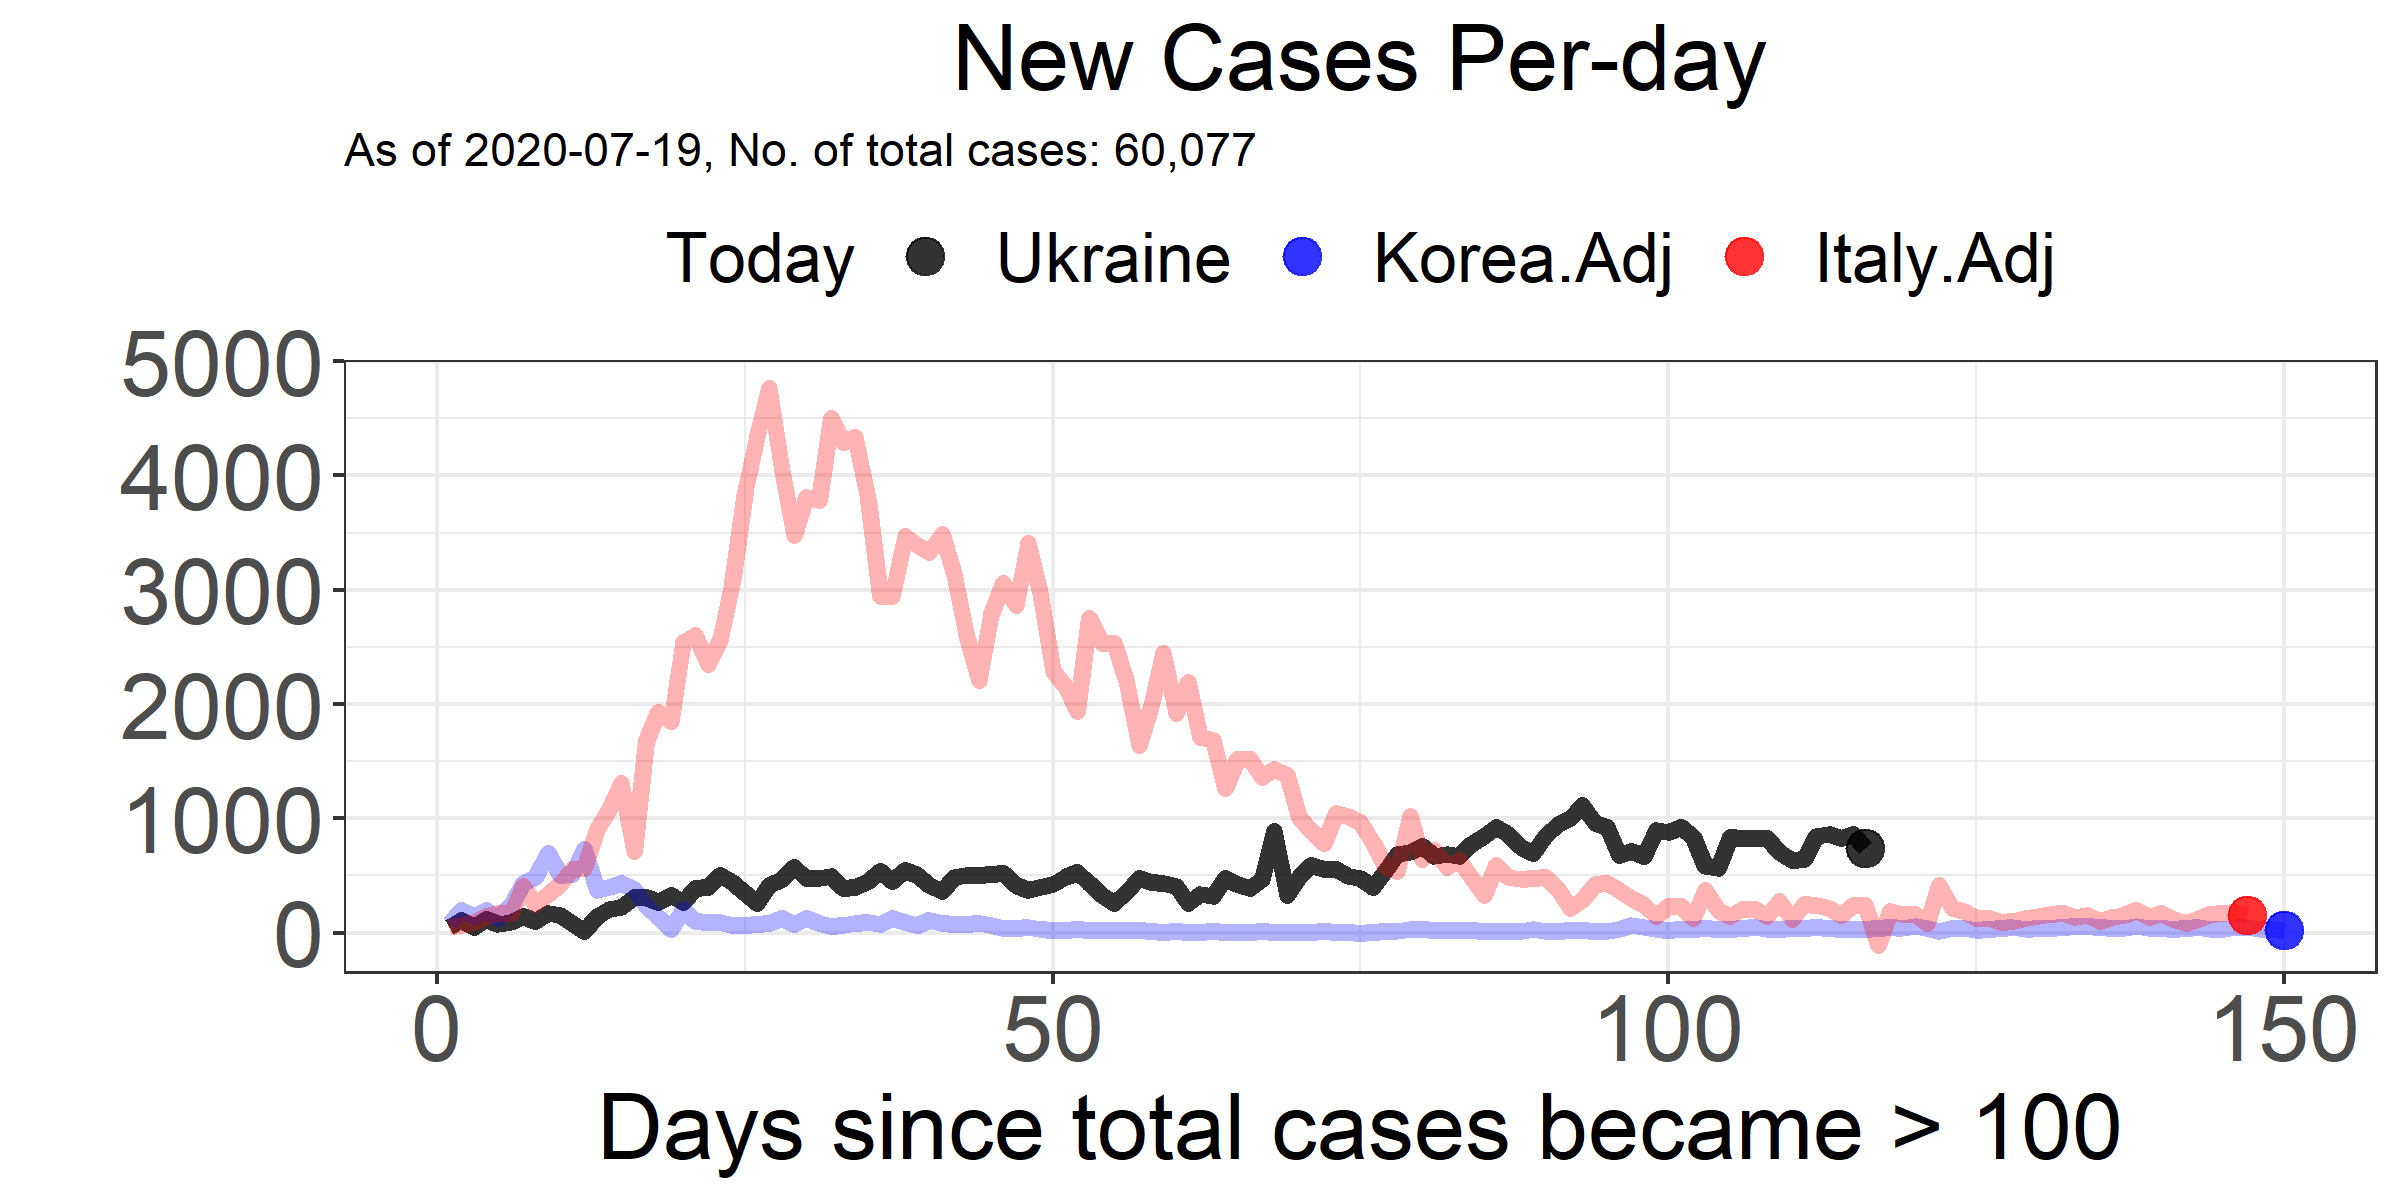 New Cases Per-day
As of 2020-07-19, No. of total cases: 60,077
Today Ukraine Korea.Adj Italy.Adj
5000
4000
3000
2000
1000
0
0 50 100 150
Days since total cases became > 100